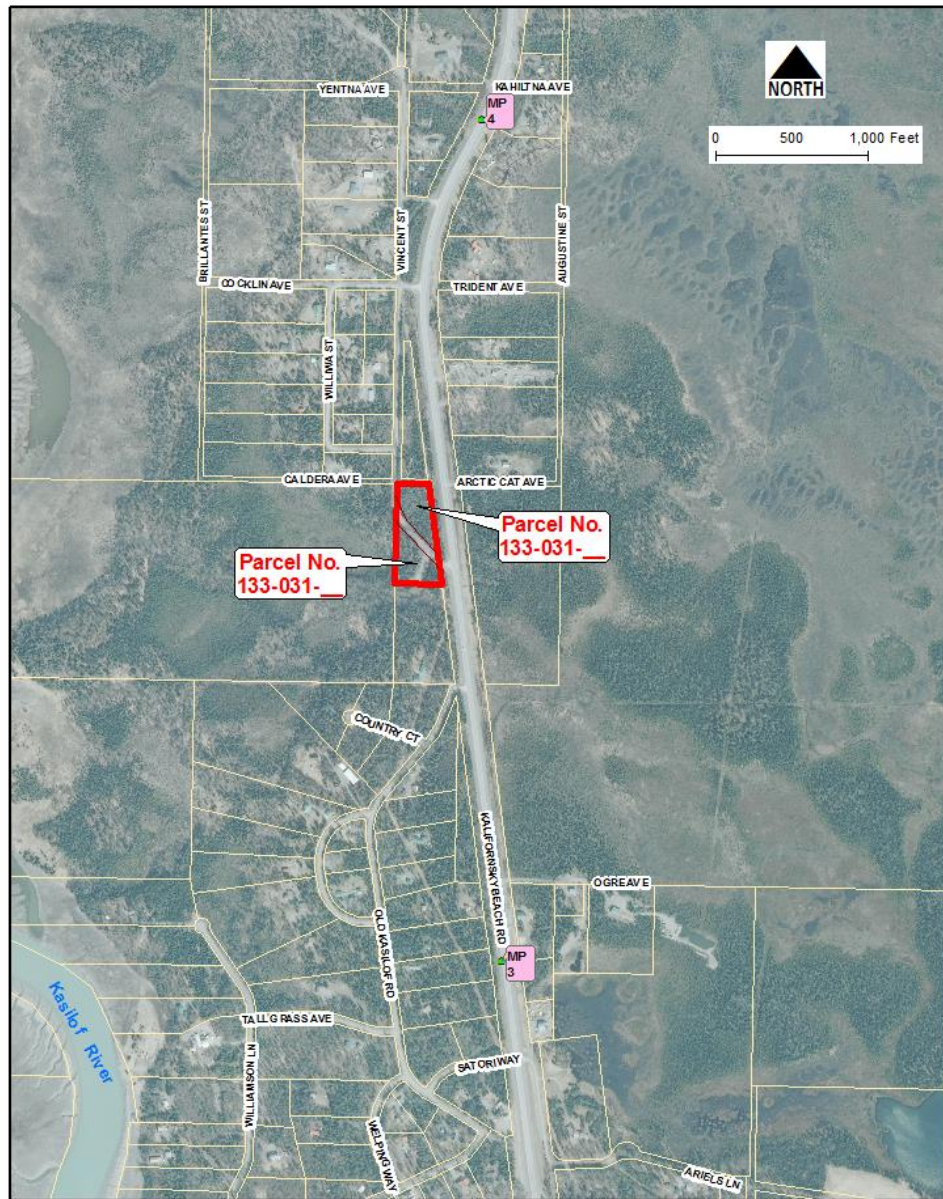 YENTNA AVE
KAHILTNA AVE
MP
4
NORTH
0 500 1,000 Feet
BRILLANTES ST
VINCENT ST
AUGUSTINE ST
COCKLIN AVE
TRIDENT AVE
WILLIWA ST
CALDERA AVE
ARCTIC CAT AVE
Parcel No.
133-031-__
Parcel No.
133-031-__
COUNTRY CT
KALIFORNSKY BEACH RD
OGRE AVE
OLD KASILOF RD
MP
3
Kasilof River
TALL GRASS AVE
WILLIAMSON LN
SATORI WAY
WELPING WAY
ARIELS LN